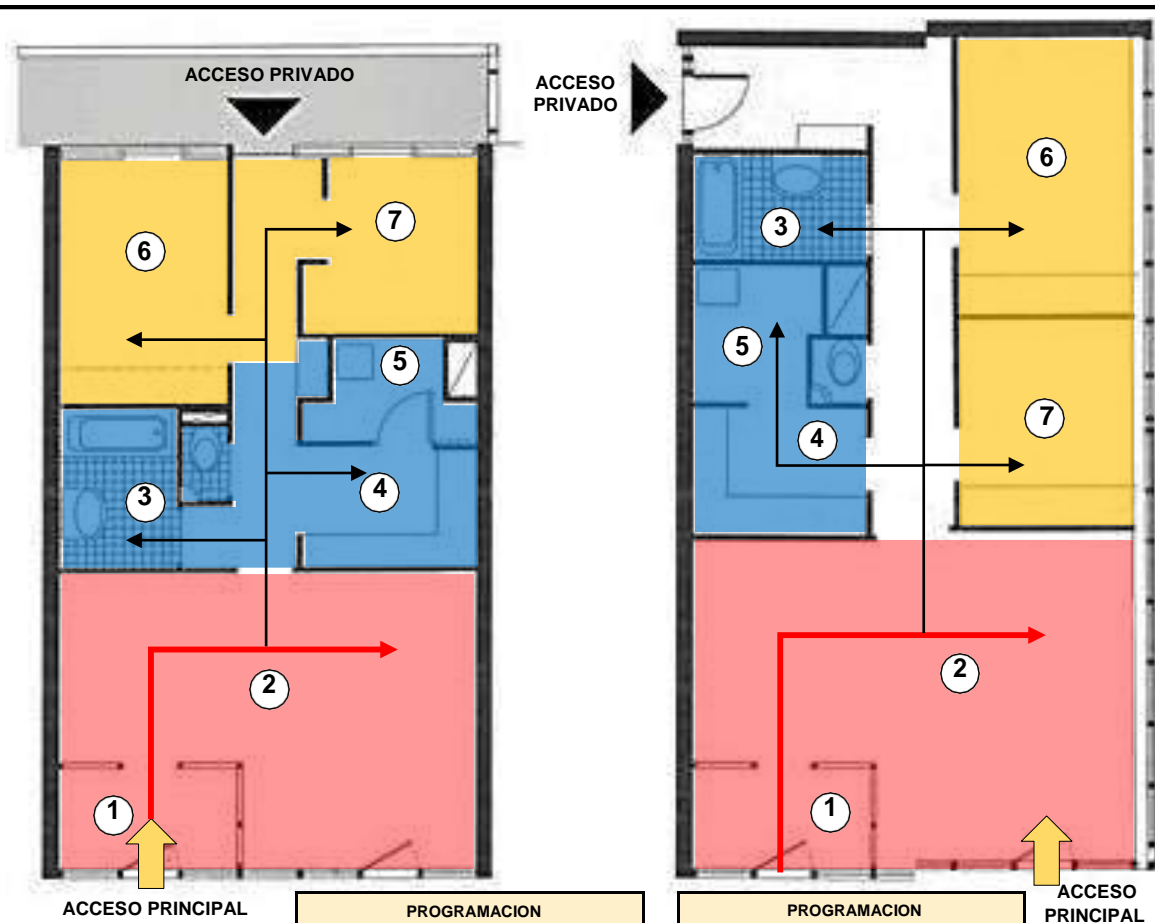 ACCESO PRIVADO
6
7
5
3
4
2
1
ACCESO PRINCIPAL
PROGRAMACION
ACCESO
PRIVADO
6
3
5
7
4
2
1
PROGRAMACION
ACCESO
PRINCIPAL